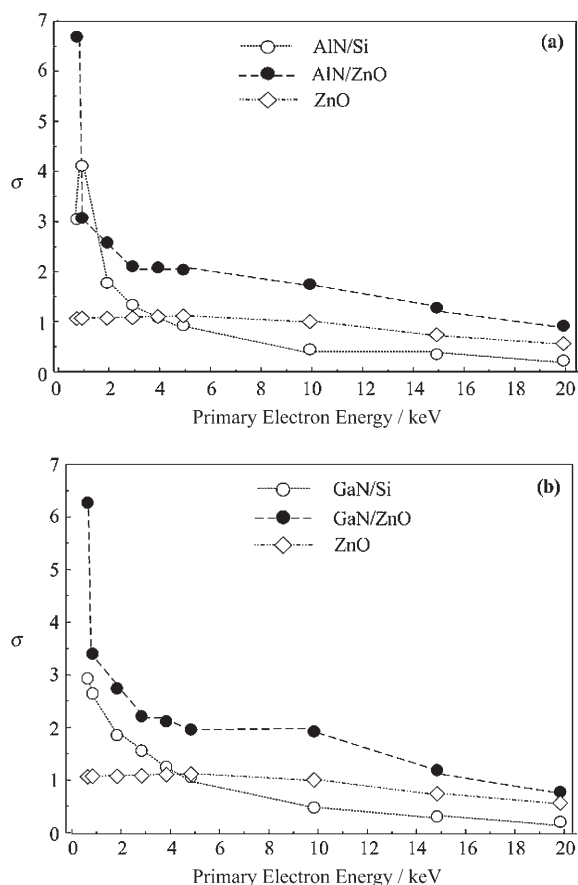 7
(a)
AlN/Si
6
AlN/ZnO
ZnO
5
4
σ
3
2
1
0
0 2 4 6 8 10 12 14 16 18 20
Primary Electron Energy / keV
7
(b)
GaN/Si
6
GaN/ZnO
ZnO
5
4
σ
3
2
1
0
0 2 4 6 8 10 12 14 16 18 20
Primary Electron Energy / keV